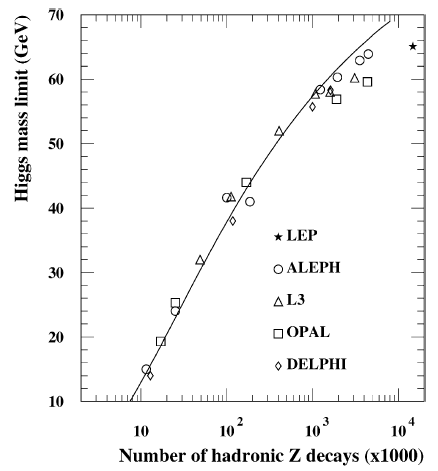 Higgs mass limit (GeV)
70
60
50
40
30
20
10
★ LEP
○ ALEPH
△ L3
□ OPAL
◇ DELPHI
10 10² 10³ 10⁴
Number of hadronic Z decays (x1000)